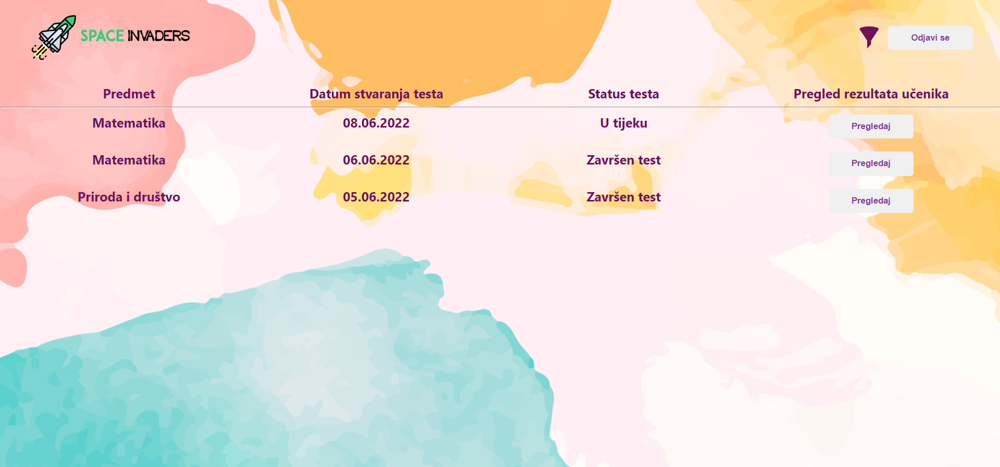 SPACE INVADERS
Odjavi se
Predmet Datum stvaranja testa Status testa Pregled rezultata učenika
Matematika 08.06.2022 U tijeku Pregledaj
Matematika 06.06.2022 Završen test Pregledaj
Priroda i društvo 05.06.2022 Završen test Pregledaj